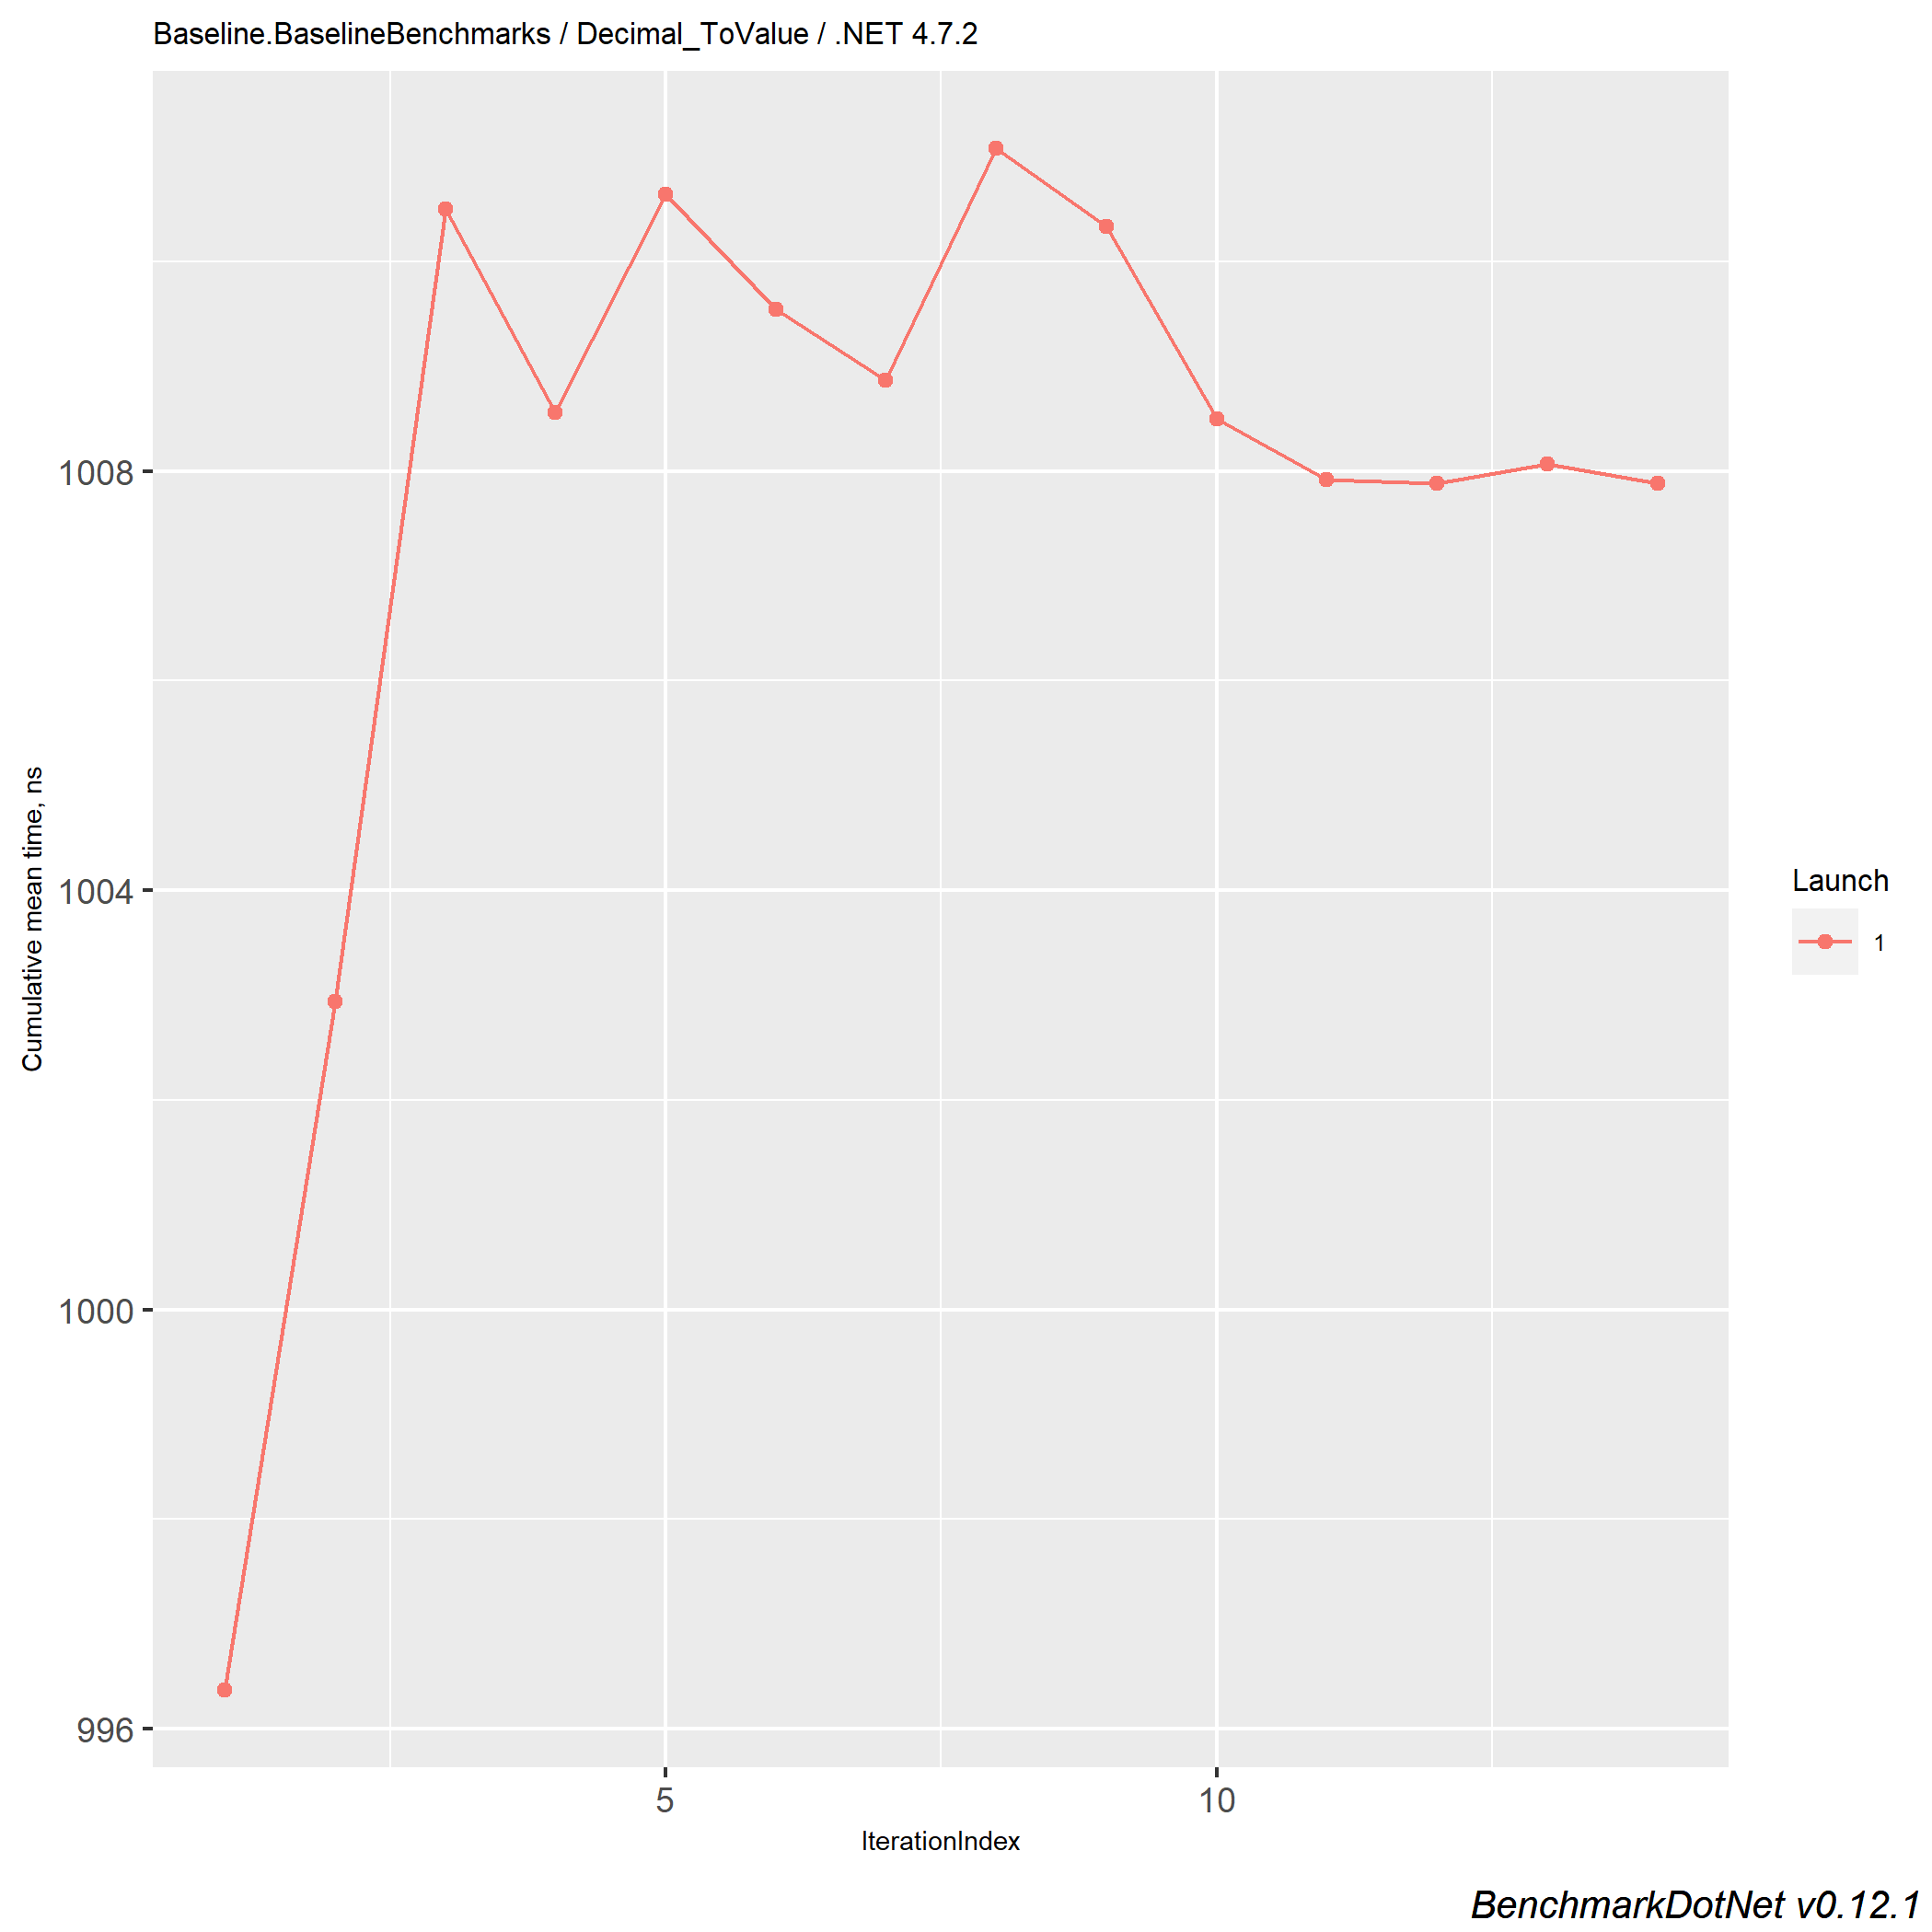 Baseline.BaselineBenchmarks / Decimal_ToValue / .NET 4.7.2
Cumulative mean time, ns
1008
1004
1000
996
5
10
IterationIndex
Launch
1
BenchmarkDotNet v0.12.1